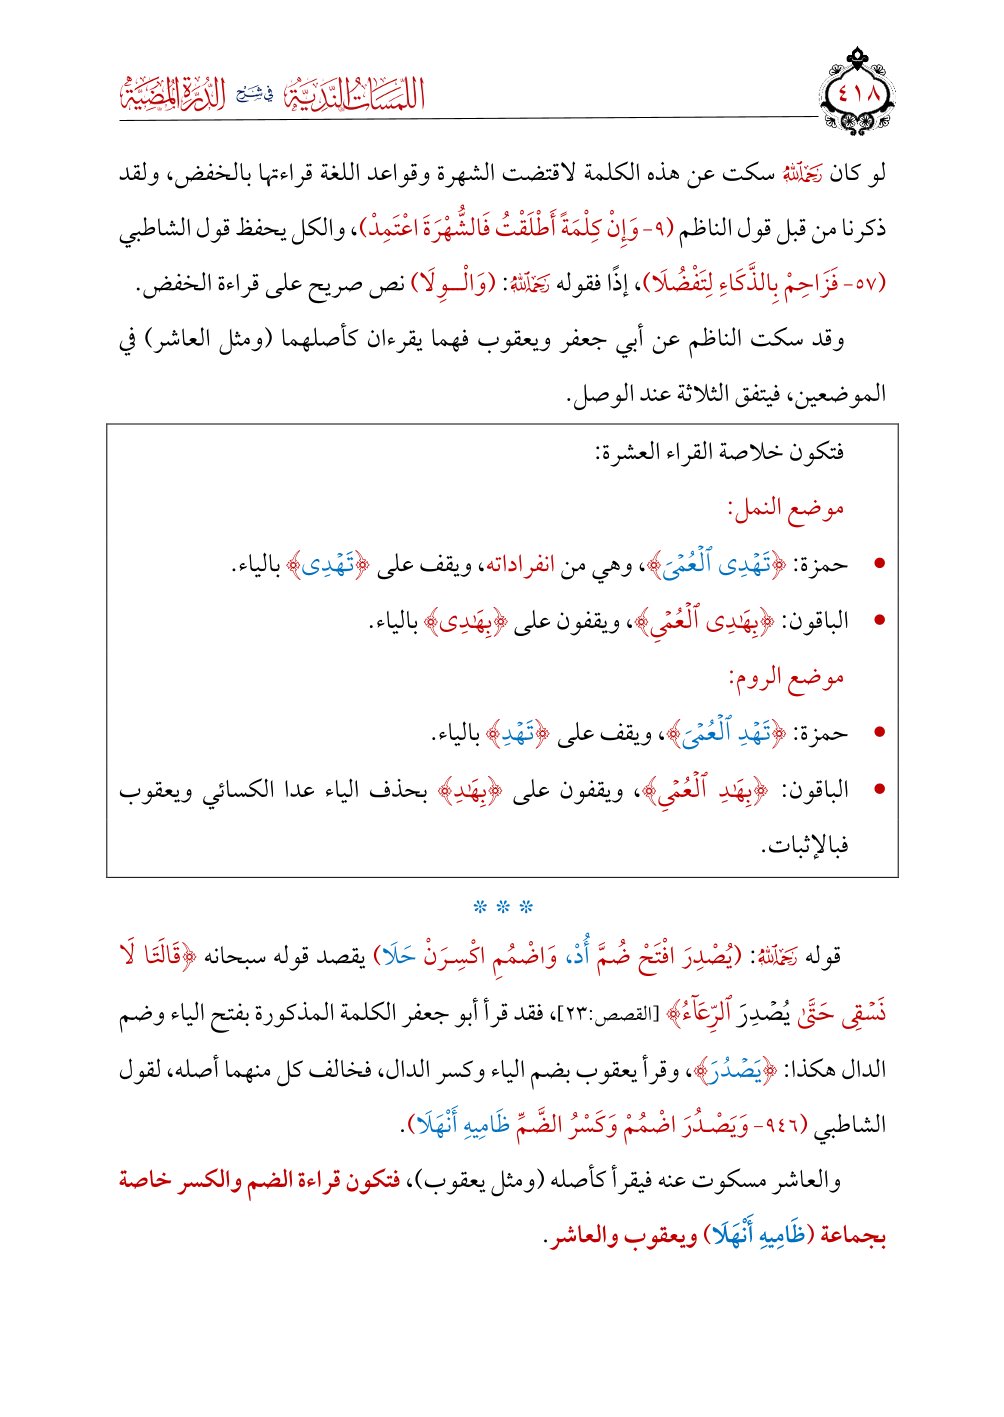 ٤١٨
اللمسات الندية في شرح الدرة المضية
لو كان رَحِمَهُ اللَّهُ سكت عن هذه الكلمة لاقتضت الشهرة وقواعد اللغة قراءتها بالخفض، ولقد
ذكرنا من قبل قول الناظم (٩- وَإِنْ كِلْمَةً أَطْلَقْتُ فَالشُّهْرَةَ اعْتَمِدْ)، والكل يحفظ قول الشاطبي
(٥٧- فَزَاحِمْ بِالذَّكَاءِ لِتَفْضُلَا)، إذًا فقوله رَحِمَهُ اللَّهُ: (وَالْـوِلَا) نص صريح على قراءة الخفض.
وقد سكت الناظم عن أبي جعفر ويعقوب فهما يقرءان كأصلهما (ومثل العاشر) في
الموضعين، فيتفق الثلاثة عند الوصل.
فتكون خلاصة القراء العشرة:
موضع النمل:
• حمزة: ﴿تَهْدِى ٱلْعُمْىَ﴾، وهي من انفراداته، ويقف على ﴿تَهْدِى﴾ بالياء.
• الباقون: ﴿بِهَٰدِى ٱلْعُمْىِ﴾، ويقفون على ﴿بِهَٰدِى﴾ بالياء.
موضع الروم:
• حمزة: ﴿تَهْدِ ٱلْعُمْىَ﴾، ويقف على ﴿تَهْدِ﴾ بالياء.
• الباقون: ﴿بِهَٰدِ ٱلْعُمْىِ﴾، ويقفون على ﴿بِهَٰدِ﴾ بحذف الياء عدا الكسائي ويعقوب
فبالإثبات.
* * *
قوله رَحِمَهُ اللَّهُ: (يُصْدِرَ افْتَحْ ضُمَّ أُدْ، وَاضْمُمِ اكْسِرَنْ حَلَا) يقصد قوله سبحانه ﴿قَالَتَا لَا
نَسْقِى حَتَّىٰ يُصْدِرَ ٱلرِّعَآءُ﴾ [القصص:٢٣]، فقد قرأ أبو جعفر الكلمة المذكورة بفتح الياء وضم
الدال هكذا: ﴿يَصْدُرَ﴾، وقرأ يعقوب بضم الياء وكسر الدال، فخالف كل منهما أصله، لقول
الشاطبي (٩٤٦- وَيَصْدُرَ اضْمُمْ وَكَسْرُ الضَّمِّ ظَامِيهِ أَنْهَلَا).
والعاشر مسكوت عنه فيقرأ كأصله (ومثل يعقوب)، فتكون قراءة الضم والكسر خاصة
بجماعة (ظَامِيهِ أَنْهَلَا) ويعقوب والعاشر.